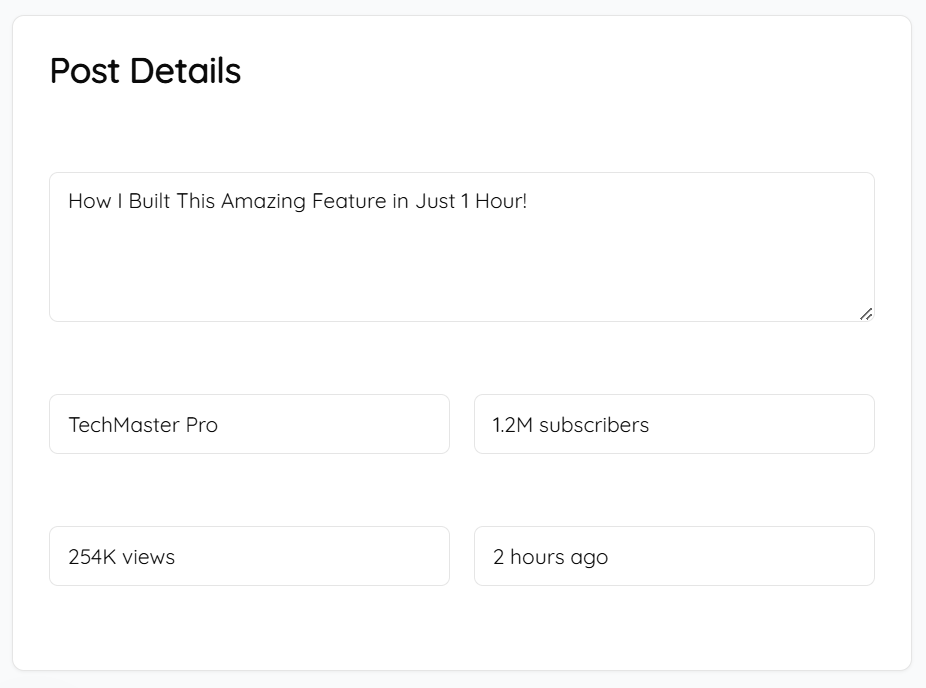 Post Details
How I Built This Amazing Feature in Just 1 Hour!
TechMaster Pro
1.2M subscribers
254K views
2 hours ago